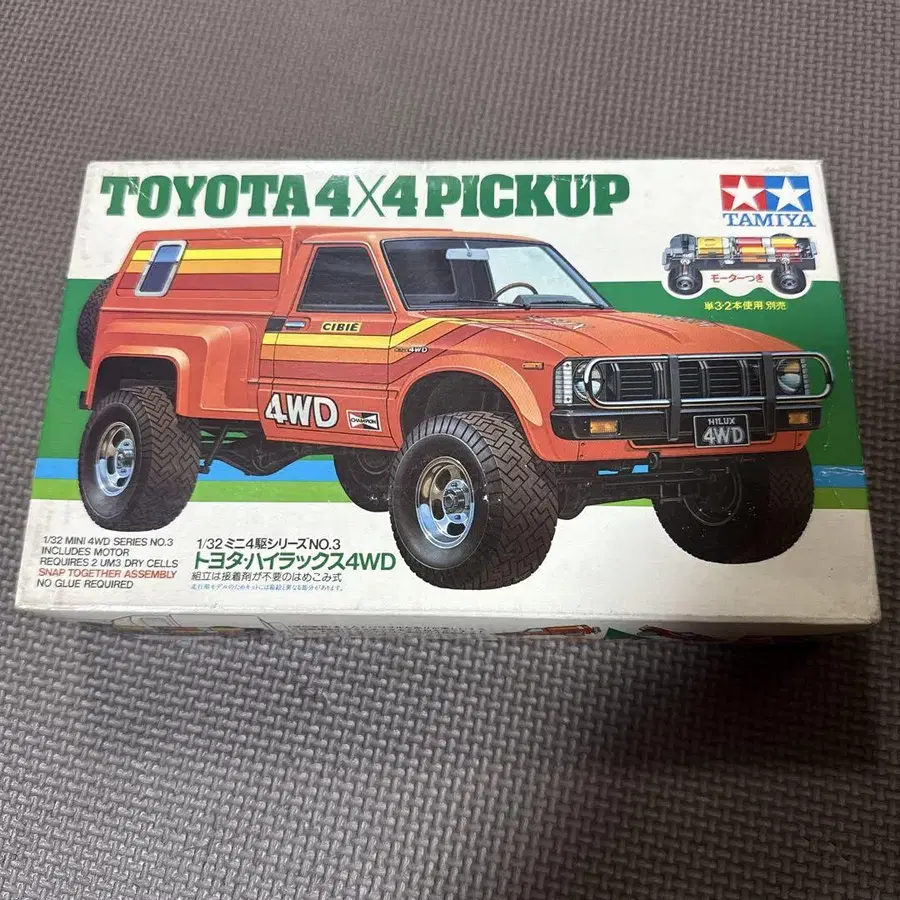 TOYOTA 4X4 PICKUP
TAMIYA
モーターつき
単3・2本使用 別売
CIBIÉ
4WD
4WD
CHAMPION
HILUX
4WD
1/32 MINI 4WD SERIES NO.3
INCLUDES MOTOR
REQUIRES 2 UM3 DRY CELLS
SNAP TOGETHER ASSEMBLY
NO GLUE REQUIRED
1/32 ミニ4駆シリーズNO.3
トヨタ・ハイラックス4WD
組立は接着剤が不要のはめこみ式